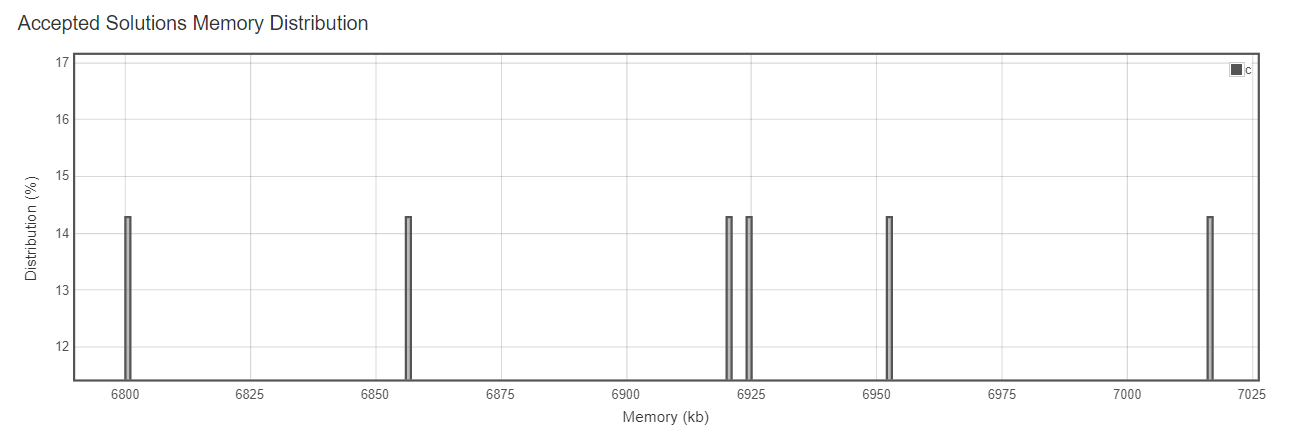 Accepted Solutions Memory Distribution
17
c
16
15
14
13
12
Distribution (%)
6800 6825 6850 6875 6900 6925 6950 6975 7000 7025
Memory (kb)